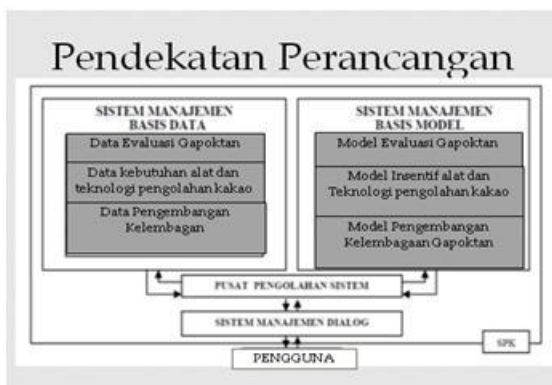 Pendekatan Perancangan
SISTEM MANAJEMEN
BASIS DATA
Data Evaluasi Gapoktan
Data kebutuhan alat dan
teknologi pengolahan kakao
Data Pengembangan
Kelembagan
SISTEM MANAJEMEN
BASIS MODEL
Model Evaluasi Gapoktan
Model Insentif alat dan
Teknologi pengolahan kakao
Model Pengembangan
Kelembagaan Gapoktan
PUSAT PENGOLAHAN SISTEM
SISTEM MANAJEMEN DIALOG
SPK
PENGGUNA